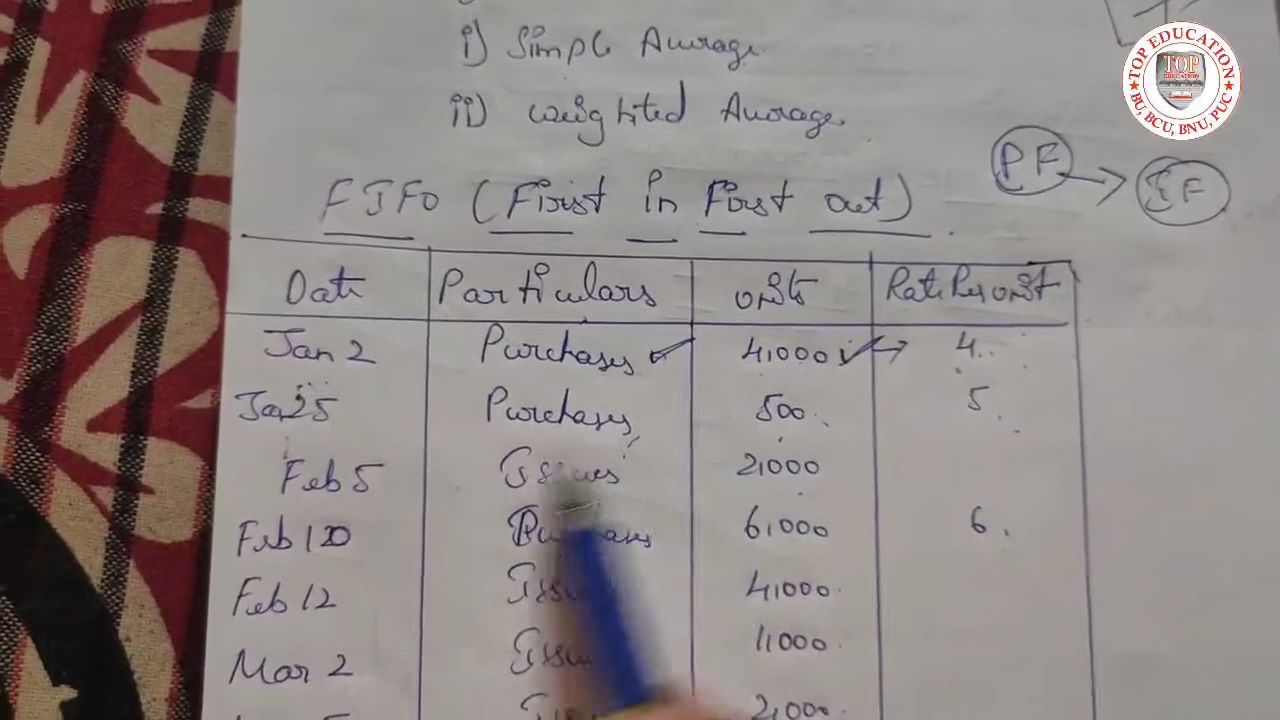 i) Simple Average
ii) Weighted Average
PF → IF
FIFO (First in First out)
Date Particulars units Rate Per unit
Jan 2 Purchases 4,000 4
Jan 25 Purchases 500 5
Feb 5 Issues 2,000
Feb 10 Purchases 6,000 6
Feb 12 4,000
Mar 2 1,000
2,000
TOP EDUCATION
TOP
EDUCATION
BU, BCU, BNU, PUC